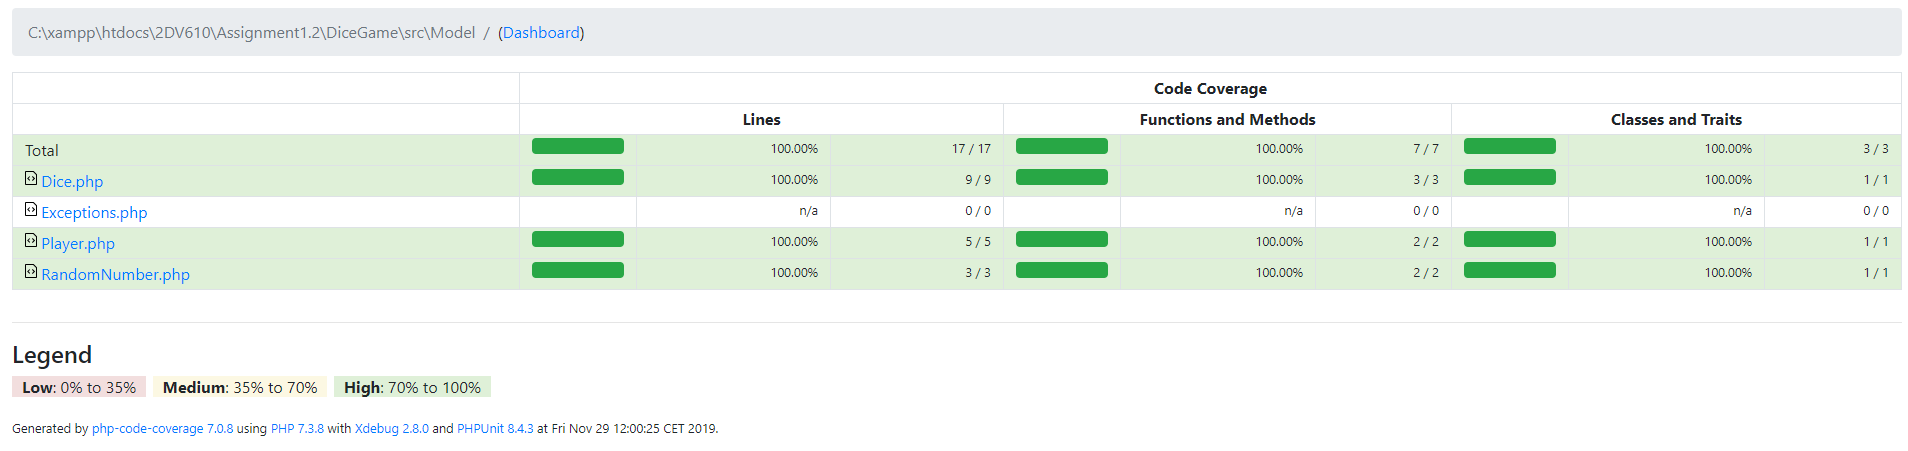 C:\xampp\htdocs\2DV610\Assignment1.2\DiceGame\src\Model / (Dashboard)
Code Coverage
Lines Functions and Methods Classes and Traits
Total 100.00% 17 / 17 100.00% 7 / 7 100.00% 3 / 3
Dice.php 100.00% 9 / 9 100.00% 3 / 3 100.00% 1 / 1
Exceptions.php n/a 0 / 0 n/a 0 / 0 n/a 0 / 0
Player.php 100.00% 5 / 5 100.00% 2 / 2 100.00% 1 / 1
RandomNumber.php 100.00% 3 / 3 100.00% 2 / 2 100.00% 1 / 1
Legend
Low: 0% to 35% Medium: 35% to 70% High: 70% to 100%
Generated by php-code-coverage 7.0.8 using PHP 7.3.8 with Xdebug 2.8.0 and PHPUnit 8.4.3 at Fri Nov 29 12:00:25 CET 2019.